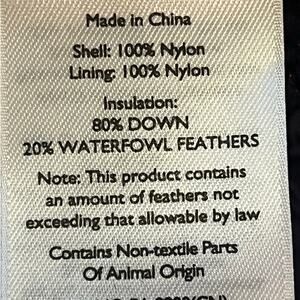 Made in China
Shell: 100% Nylon
Lining: 100% Nylon
Insulation:
80% DOWN
20% WATERFOWL FEATHERS
Note: This product contains
an amount of feathers not
exceeding that allowable by law
Contains Non-textile Parts
Of Animal Origin